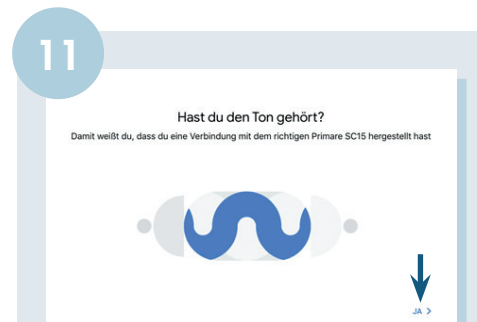 11
Hast du den Ton gehört?
Damit weißt du, dass du eine Verbindung mit dem richtigen Primare SC15 hergestellt hast
JA >